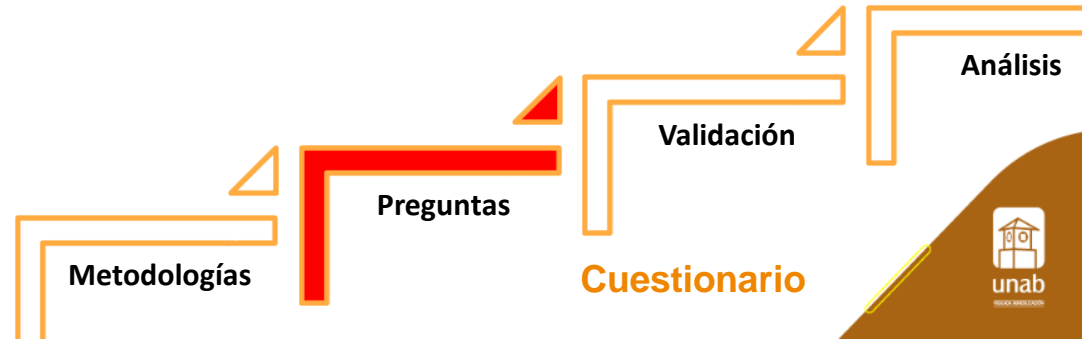 Metodologías
Preguntas
Validación
Análisis
Cuestionario
unab